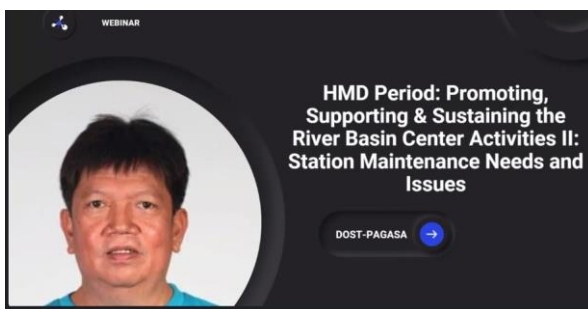 WEBINAR
HMD Period: Promoting,
Supporting & Sustaining the
River Basin Center Activities II:
Station Maintenance Needs and
Issues
DOST-PAGASA